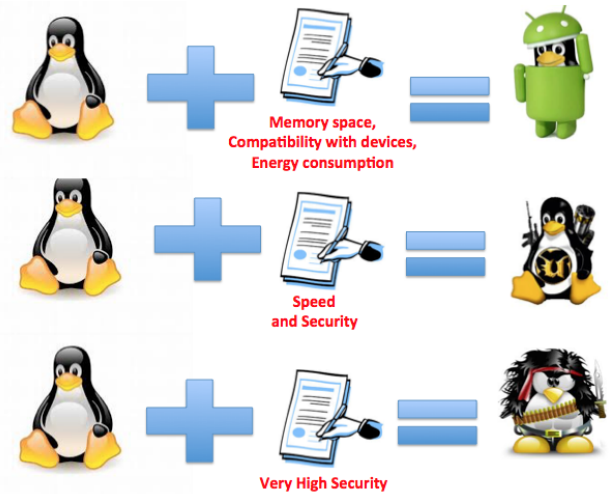 Memory space,
Compatibility with devices,
Energy consumption
Speed
and Security
Very High Security